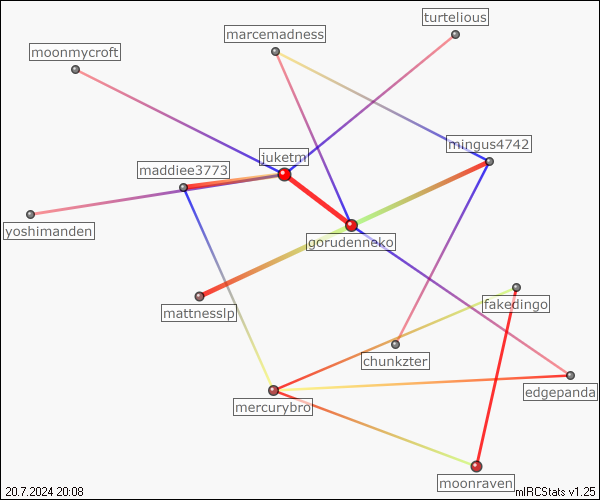 turtelious
marcemadness
moonmycroft
mingus4742
juketm
maddiee3773
yoshimanden
gorudenneko
fakedingo
mattnesslp
chunkzter
edgepanda
mercurybro
moonraven
20.7.2024 20:08
mIRCStats v1.25